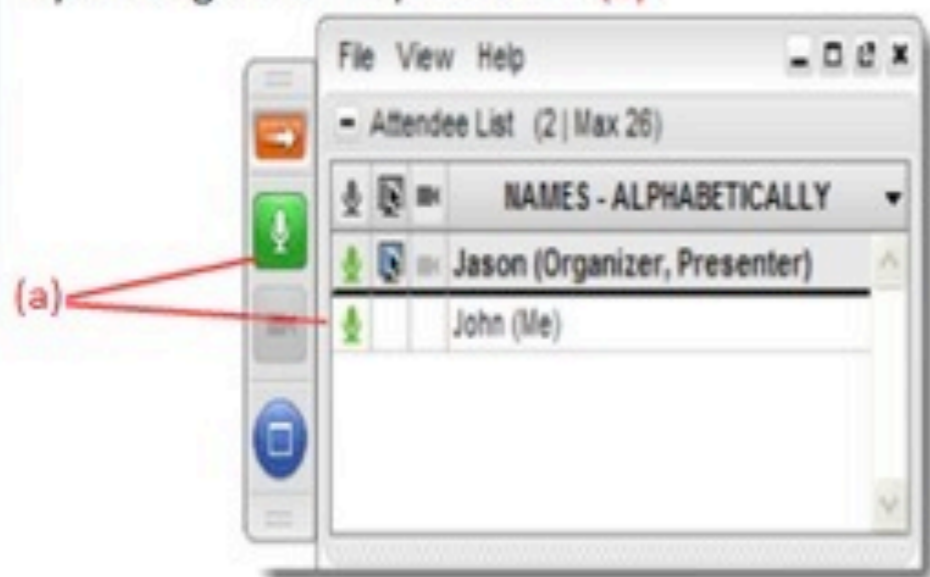 File View Help
- Attendee List (2 | Max 26)
NAMES - ALPHABETICALLY
Jason (Organizer, Presenter)
(a)
John (Me)